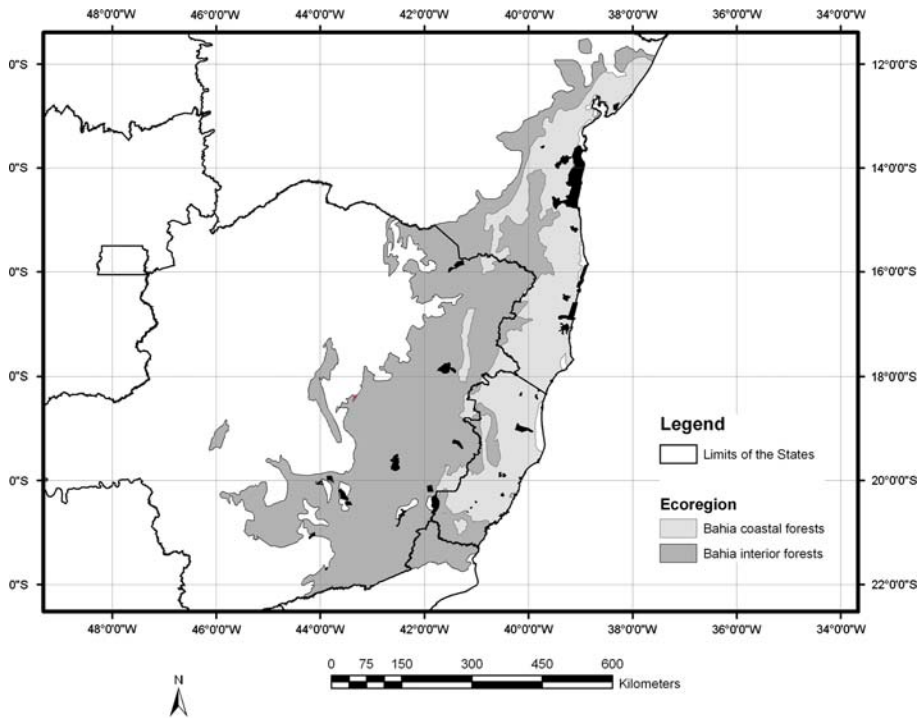 48°0'0"W 46°0'0"W 44°0'0"W 42°0'0"W 40°0'0"W 38°0'0"W 36°0'0"W 34°0'0"W
0°S 12°0'0"S
0°S 14°0'0"S
0°S 16°0'0"S
0°S 18°0'0"S
0°S 20°0'0"S
0°S 22°0'0"S
Legend
Limits of the States
Ecoregion
Bahia coastal forests
Bahia interior forests
48°0'0"W 46°0'0"W 44°0'0"W 42°0'0"W 40°0'0"W 38°0'0"W 36°0'0"W 34°0'0"W
0 75 150 300 450 600
Kilometers
N